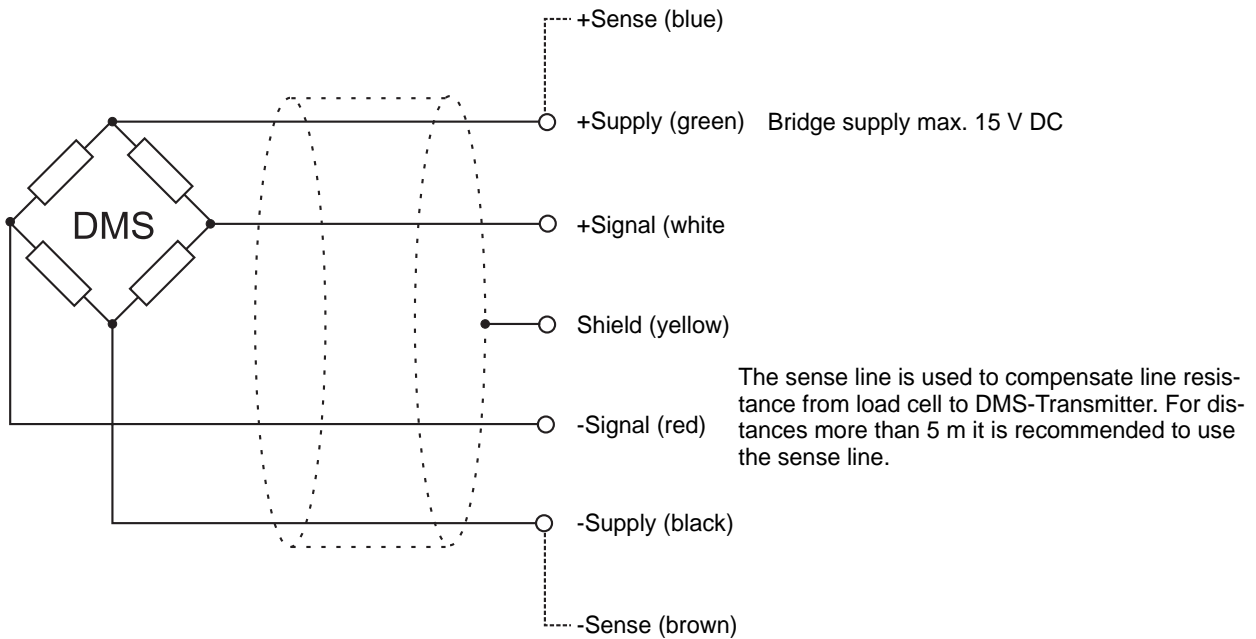 +Sense (blue)
+Supply (green) Bridge supply max. 15 V DC
DMS
+Signal (white
Shield (yellow)
The sense line is used to compensate line resis-
tance from load cell to DMS-Transmitter. For dis-
tances more than 5 m it is recommended to use
the sense line.
-Signal (red)
-Supply (black)
-Sense (brown)